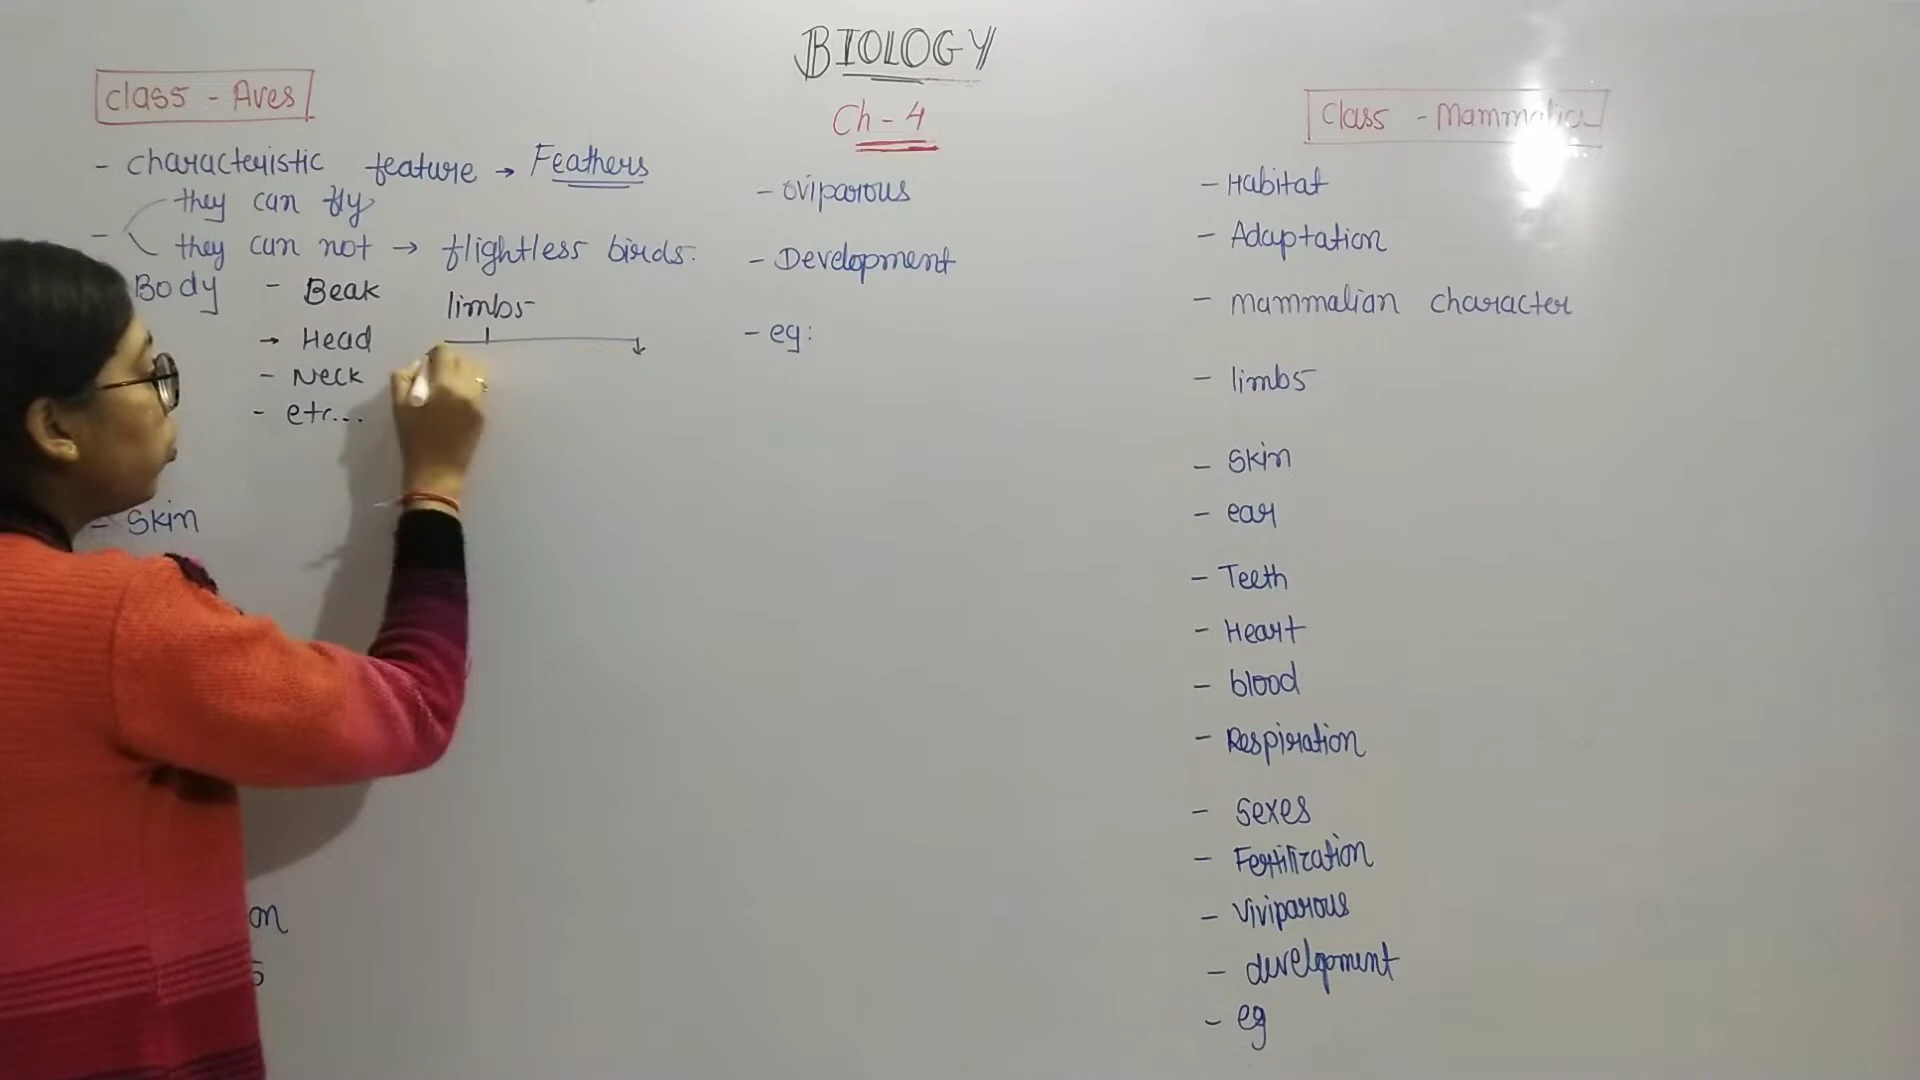 BIOLOGY
Ch - 4
Class - Aves
- characteristic feature → Feathers
they can fly
- they can not → flightless birds.
Body - Beak
→ Head
- Neck
- etc...
limbs
- Skin
on
s
- oviparous
- Development
- eg:
Class - Mammalia
- Habitat
- Adaptation
- mammalian character
- limbs
- Skin
- ear
- Teeth
- Heart
- blood
- Respiration
- Sexes
- Fertilization
- Viviparous
- development
- eg